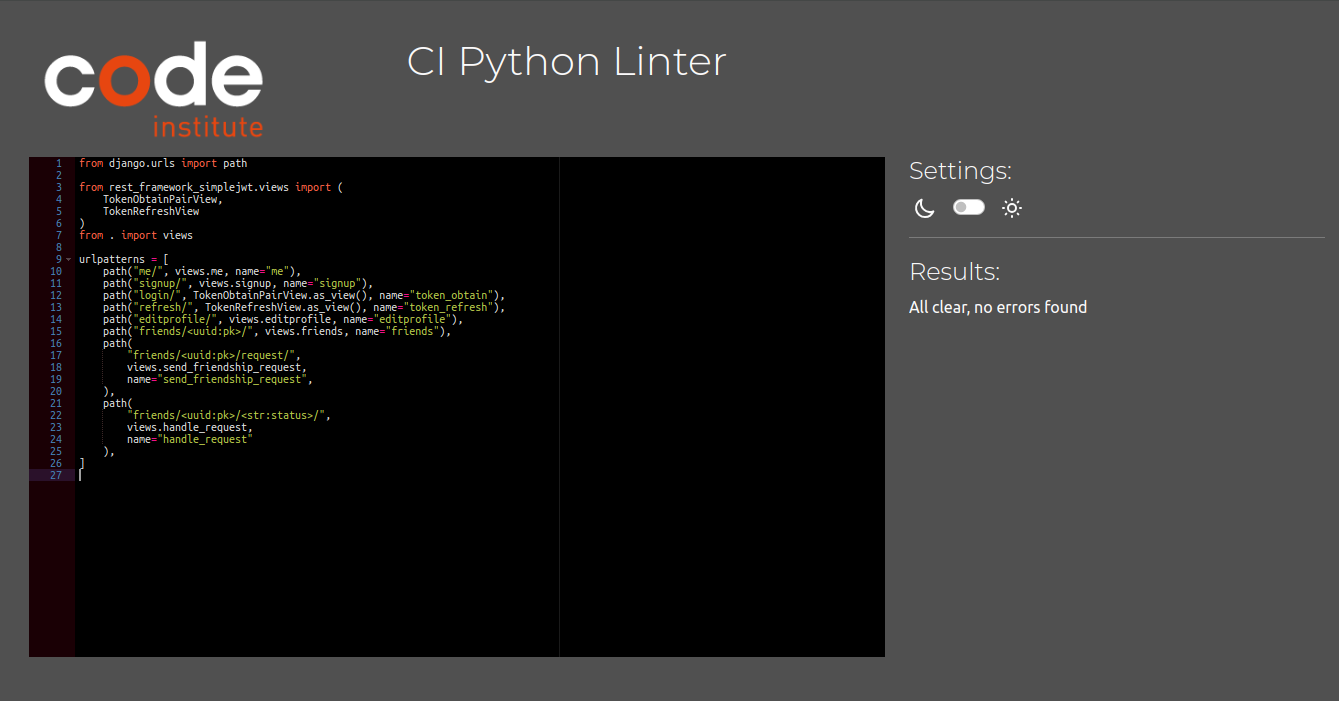 code
institute
CI Python Linter
1 from django.urls import path
2
3 from rest_framework_simplejwt.views import (
4     TokenObtainPairView,
5     TokenRefreshView
6 )
7 from . import views
8
9 urlpatterns = [
10     path("me/", views.me, name="me"),
11     path("signup/", views.signup, name="signup"),
12     path("login/", TokenObtainPairView.as_view(), name="token_obtain"),
13     path("refresh/", TokenRefreshView.as_view(), name="token_refresh"),
14     path("editprofile/", views.editprofile, name="editprofile"),
15     path("friends/<uuid:pk>/", views.friends, name="friends"),
16     path(
17         "friends/<uuid:pk>/request/",
18         views.send_friendship_request,
19         name="send_friendship_request",
20     ),
21     path(
22         "friends/<uuid:pk>/<str:status>/",
23         views.handle_request,
24         name="handle_request"
25     ),
26 ]
27
Settings:
Results:
All clear, no errors found